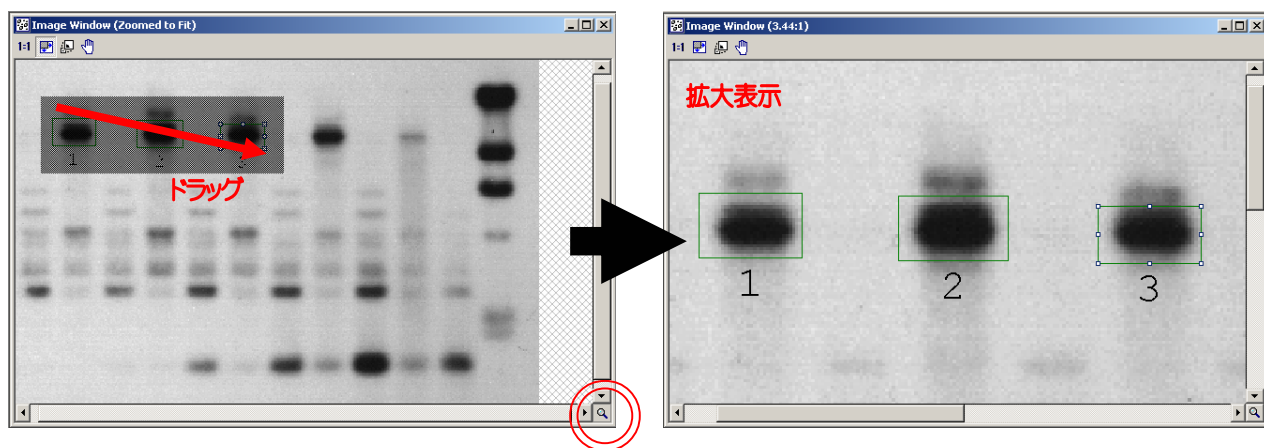 Image Window (Zoomed to Fit)
1:1
1
2
3
ドラッグ
Image Window (3.44:1)
1:1
拡大表示
1
2
3